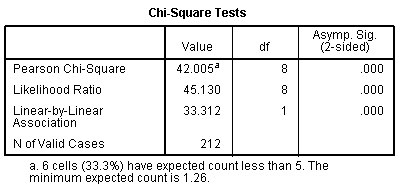 Chi-Square Tests
Value df Asymp. Sig. (2-sided)
Pearson Chi-Square 42.005a 8 .000
Likelihood Ratio 45.130 8 .000
Linear-by-Linear Association 33.312 1 .000
N of Valid Cases 212
a. 6 cells (33.3%) have expected count less than 5. The
minimum expected count is 1.26.